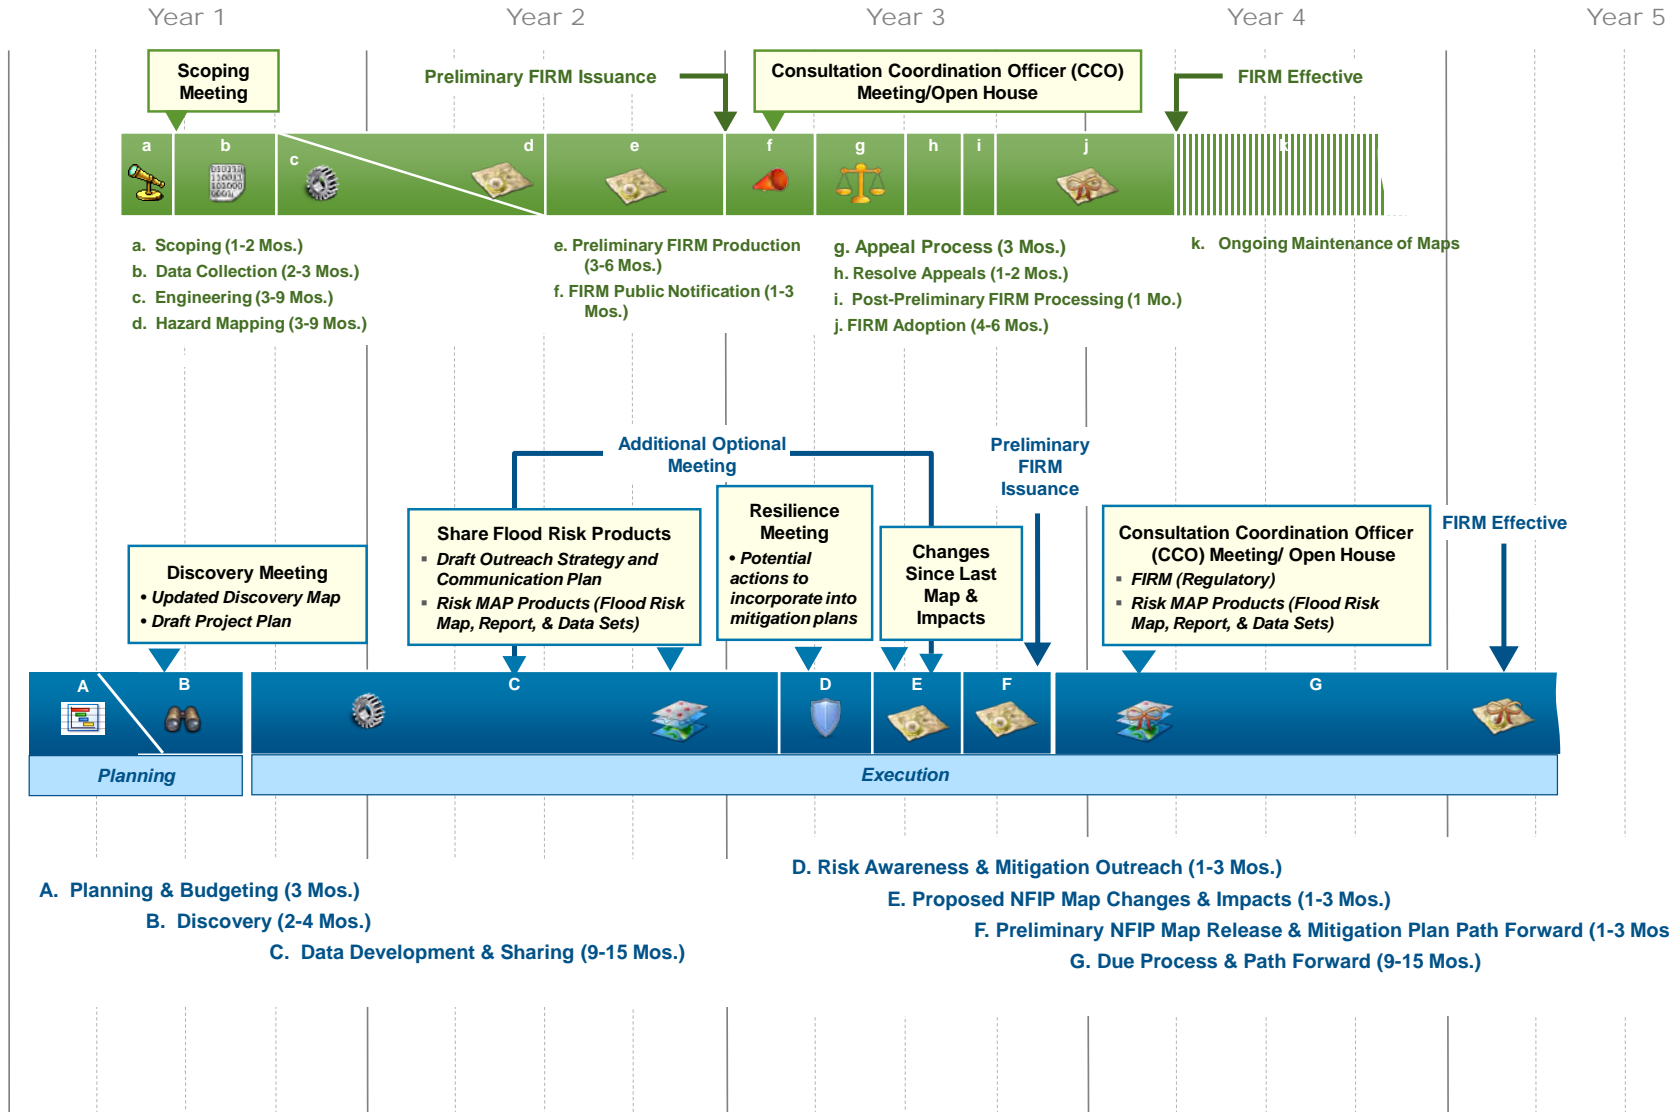 Year 1
Year 2
Year 3
Year 4
Year 5
Scoping
Meeting
Preliminary FIRM Issuance
Consultation Coordination Officer (CCO)
Meeting/Open House
FIRM Effective
a
b
c
d
e
f
g
h
i
j
k
010110
110011
101000
0001
a. Scoping (1-2 Mos.)
b. Data Collection (2-3 Mos.)
c. Engineering (3-9 Mos.)
d. Hazard Mapping (3-9 Mos.)
e. Preliminary FIRM Production
(3-6 Mos.)
f. FIRM Public Notification (1-3
Mos.)
g. Appeal Process (3 Mos.)
h. Resolve Appeals (1-2 Mos.)
i. Post-Preliminary FIRM Processing (1 Mo.)
j. FIRM Adoption (4-6 Mos.)
k. Ongoing Maintenance of Maps
Additional Optional
Meeting
Preliminary
FIRM
Issuance
Discovery Meeting
• Updated Discovery Map
• Draft Project Plan
Share Flood Risk Products
▪ Draft Outreach Strategy and
Communication Plan
▪ Risk MAP Products (Flood Risk
Map, Report, & Data Sets)
Resilience
Meeting
• Potential
actions to
incorporate into
mitigation plans
Changes
Since Last
Map &
Impacts
Consultation Coordination Officer
(CCO) Meeting/ Open House
▪ FIRM (Regulatory)
▪ Risk MAP Products (Flood Risk
Map, Report, & Data Sets)
FIRM Effective
A
B
C
D
E
F
G
Planning
Execution
A. Planning & Budgeting (3 Mos.)
B. Discovery (2-4 Mos.)
C. Data Development & Sharing (9-15 Mos.)
D. Risk Awareness & Mitigation Outreach (1-3 Mos.)
E. Proposed NFIP Map Changes & Impacts (1-3 Mos.)
F. Preliminary NFIP Map Release & Mitigation Plan Path Forward (1-3 Mos
G. Due Process & Path Forward (9-15 Mos.)